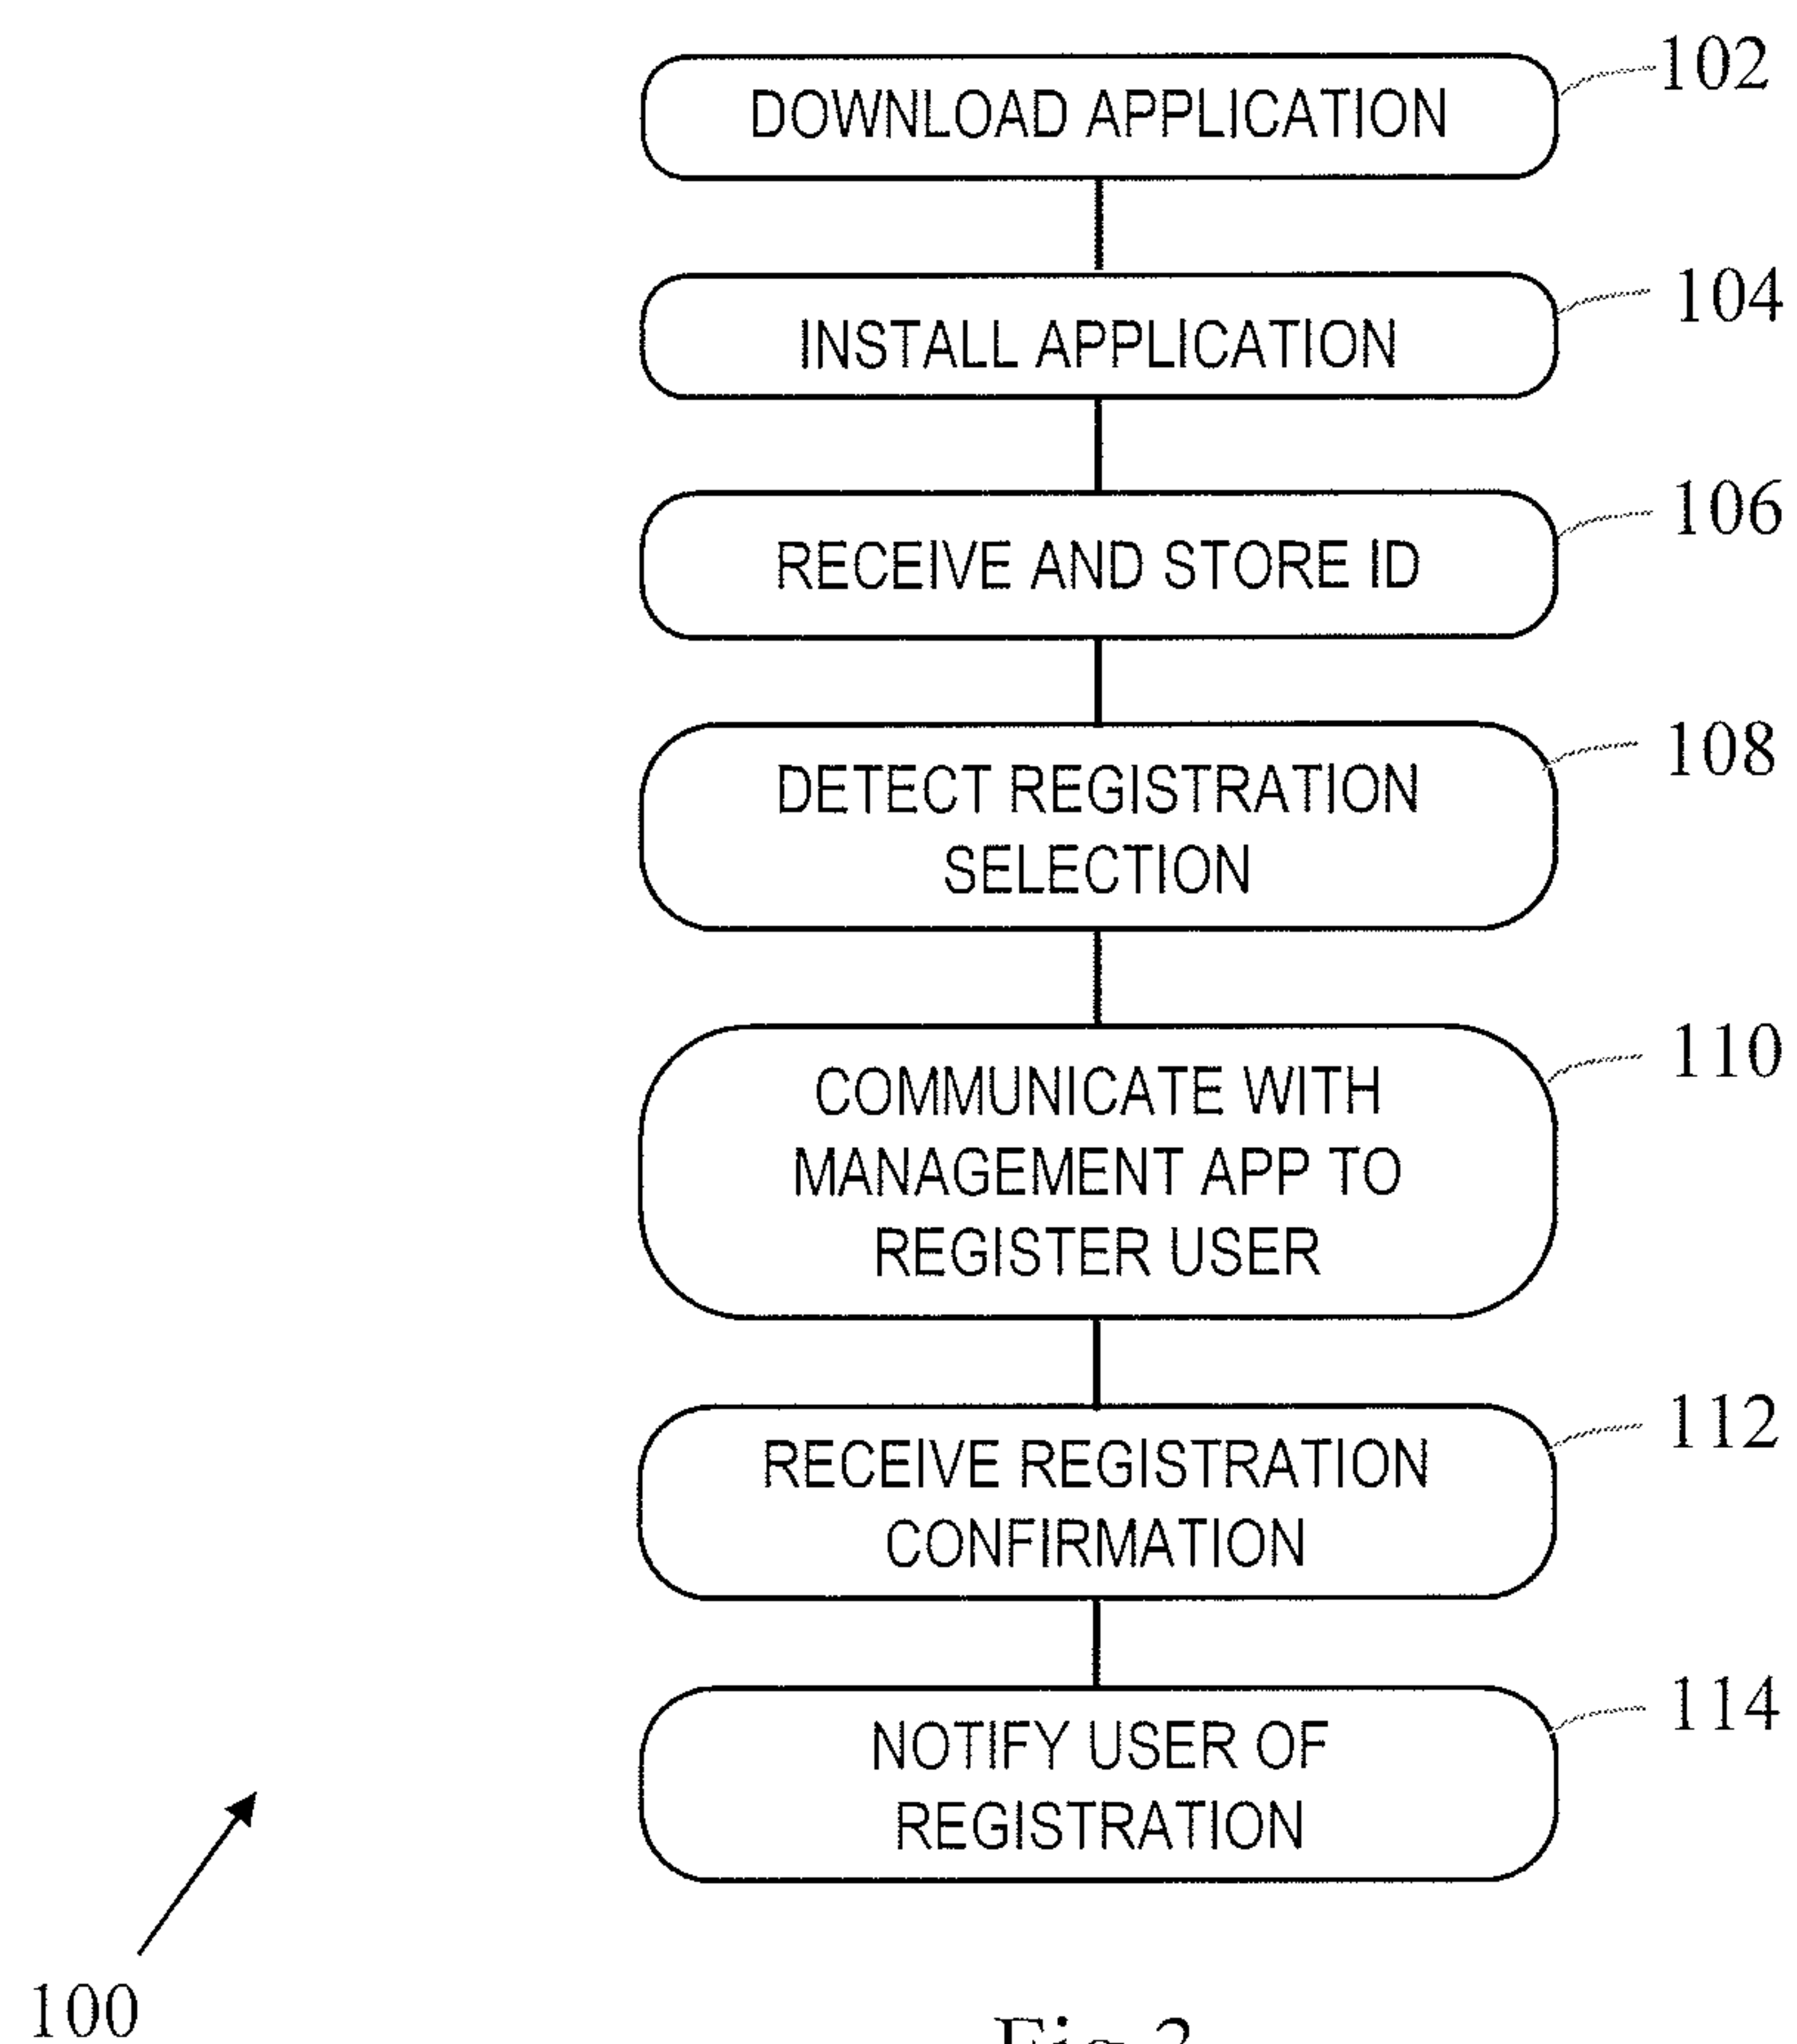 DOWNLOAD APPLICATION
102
INSTALL APPLICATION
104
RECEIVE AND STORE ID
106
DETECT REGISTRATION
SELECTION
108
COMMUNICATE WITH
MANAGEMENT APP TO
REGISTER USER
110
RECEIVE REGISTRATION
CONFIRMATION
112
NOTIFY USER OF
REGISTRATION
114
100